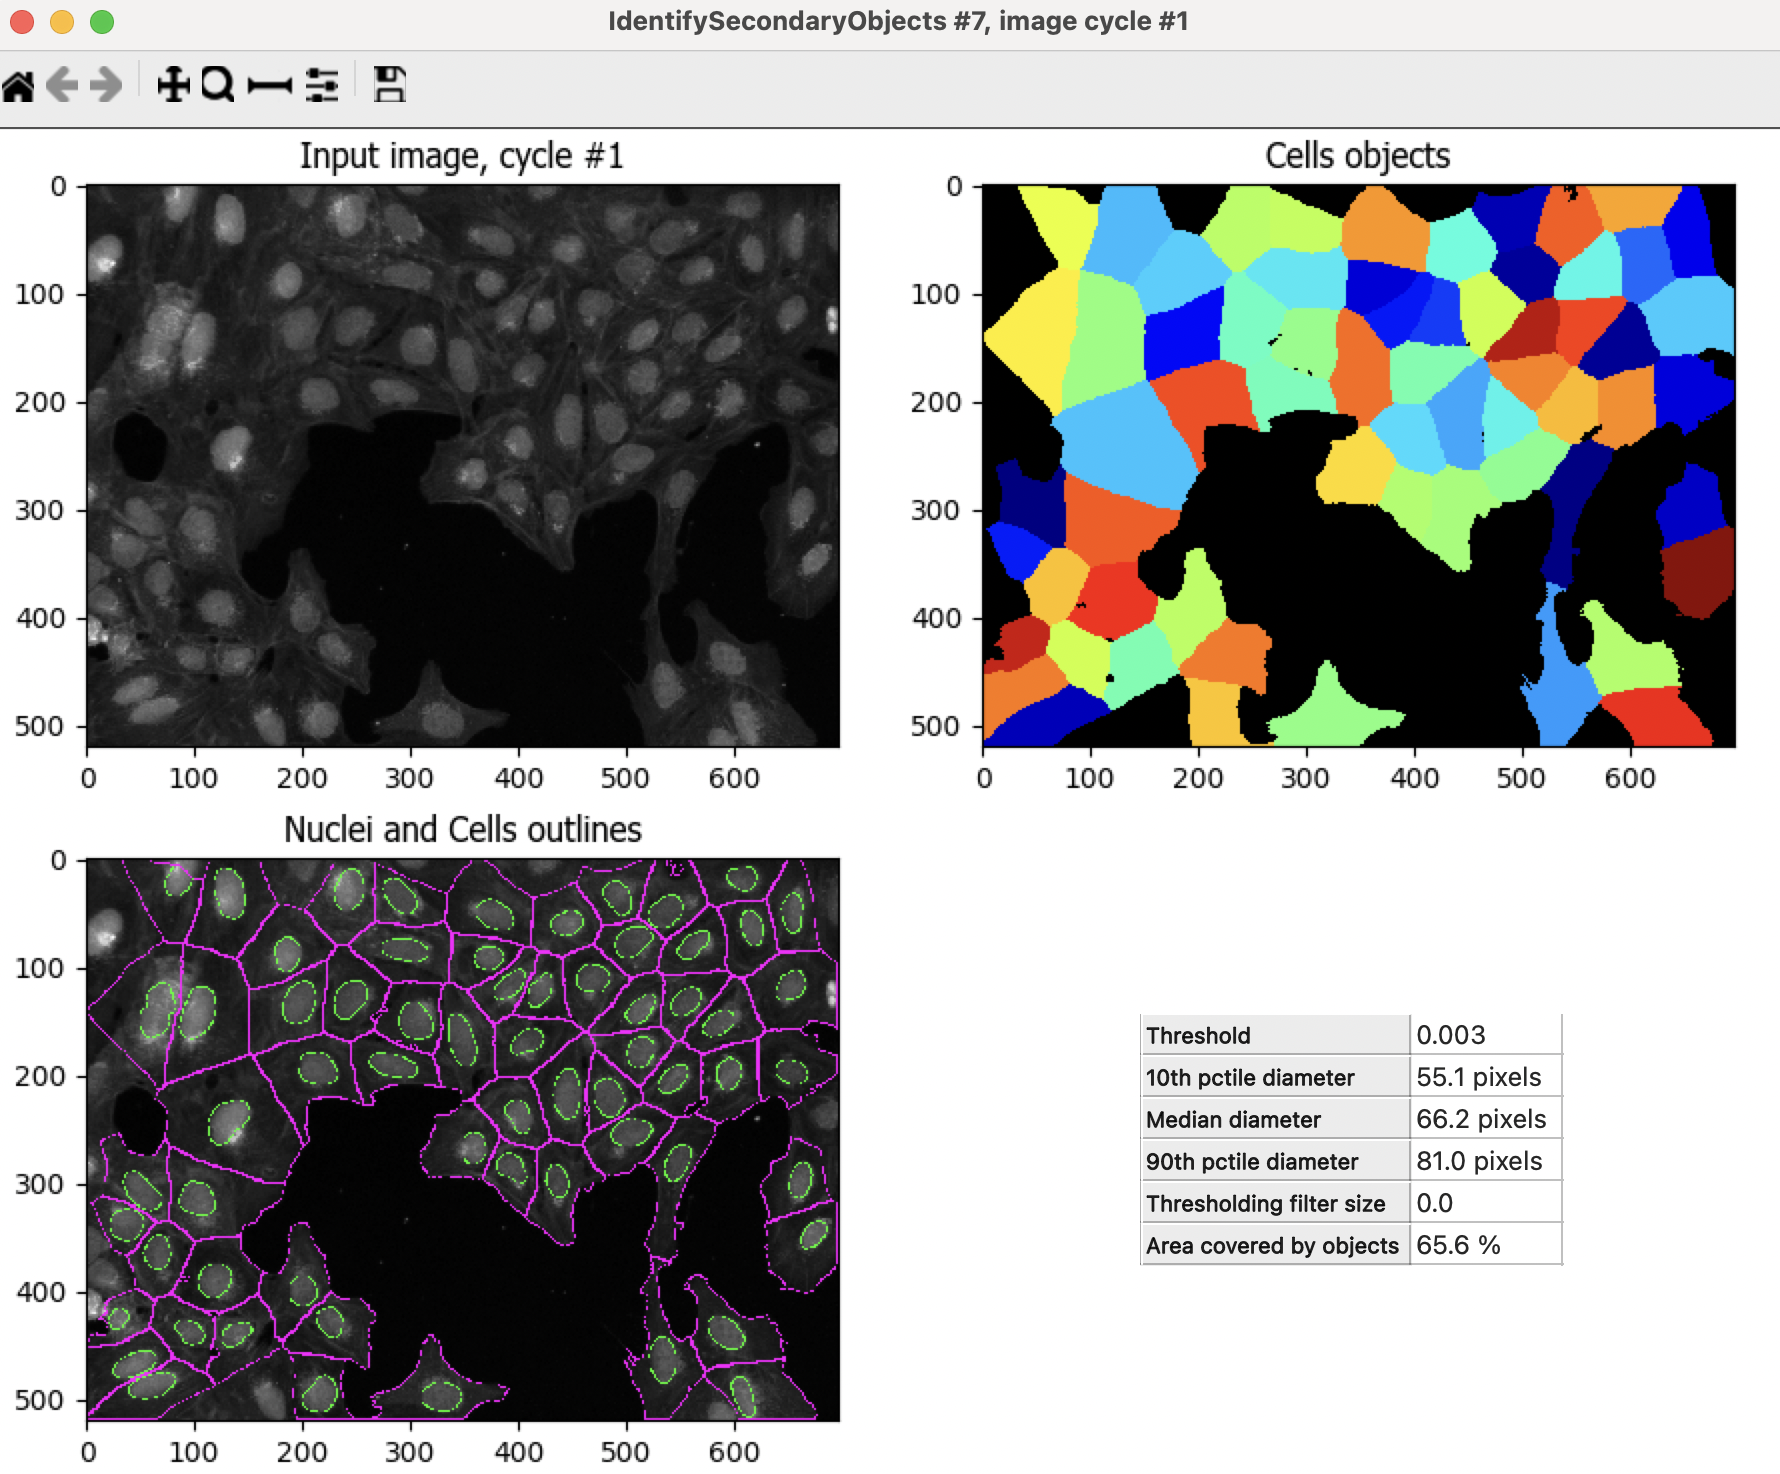 IdentifySecondaryObjects #7, image cycle #1
Input image, cycle #1
0
100
200
300
400
500
0 100 200 300 400 500 600
Cells objects
0
100
200
300
400
500
0 100 200 300 400 500 600
Nuclei and Cells outlines
0
100
200
300
400
500
0 100 200 300 400 500 600
Threshold 0.003
10th pctile diameter 55.1 pixels
Median diameter 66.2 pixels
90th pctile diameter 81.0 pixels
Thresholding filter size 0.0
Area covered by objects 65.6 %